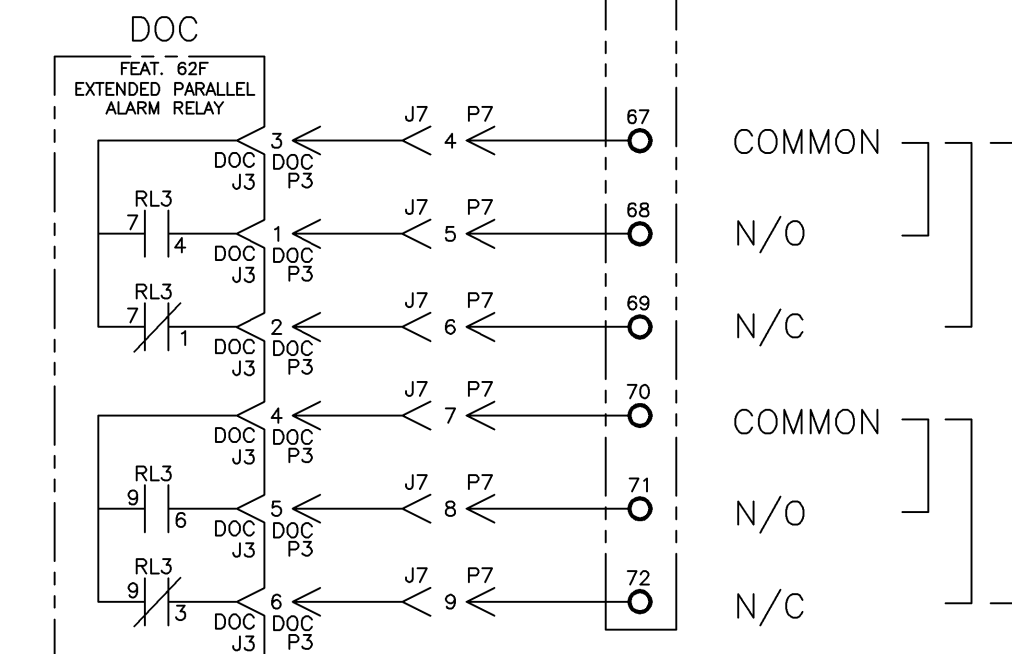 DOC
FEAT. 62F
EXTENDED PARALLEL
ALARM RELAY
J7 P7 67
3 4 COMMON
DOC DOC
J3 P3
RL3 J7 P7 68
7 4 1 5 N/O
DOC DOC
J3 P3
RL3 J7 P7 69
7 1 2 6 N/C
DOC DOC
J3 P3
J7 P7 70
4 7 COMMON
DOC DOC
J3 P3
RL3 J7 P7 71
9 6 5 8 N/O
DOC DOC
J3 P3
RL3 J7 P7 72
9 3 6 9 N/C
DOC DOC
J3 P3